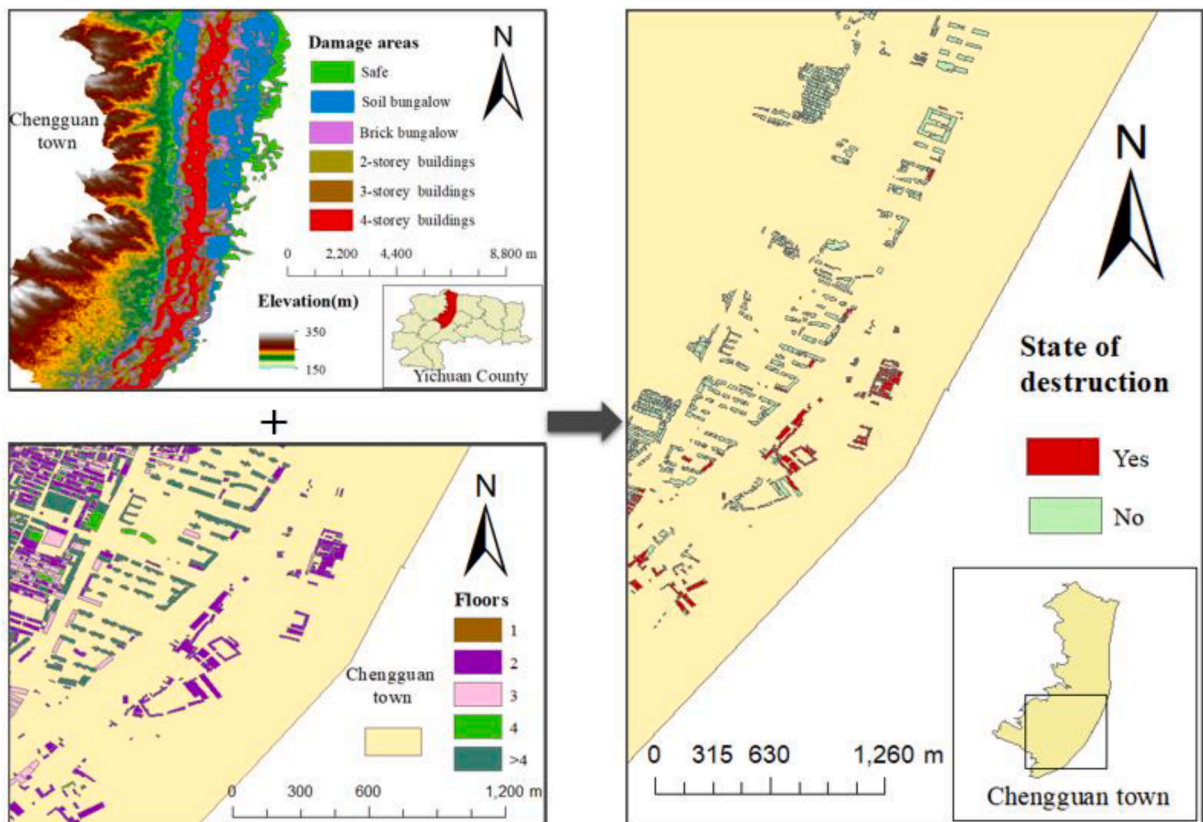 Damage areas
N
Safe
Soil bungalow
Chengguan
town
Brick bungalow
2-storey buildings
3-storey buildings
4-storey buildings
0 2,200 4,400 8,800 m
Elevation(m)
350
150
Yichuan County
+
N
Floors
1
2
3
4
>4
Chengguan
town
0 300 600 1,200 m
N
State of
destruction
Yes
No
0 315 630 1,260 m
Chengguan town